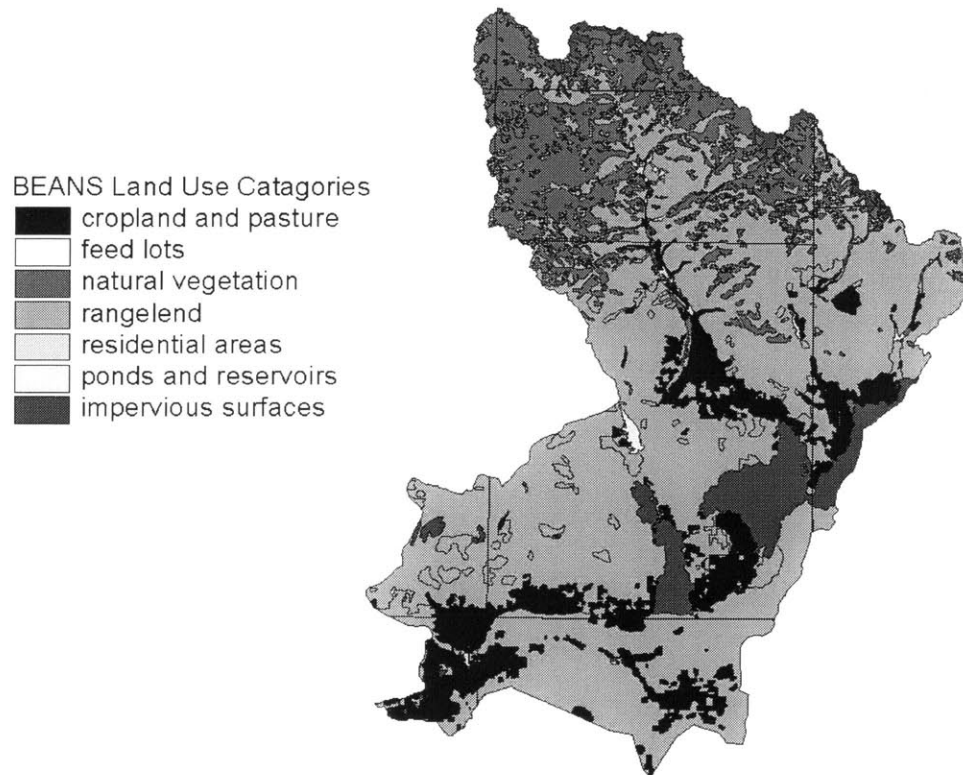 BEANS Land Use Catagories
cropland and pasture
feed lots
natural vegetation
rangelend
residential areas
ponds and reservoirs
impervious surfaces